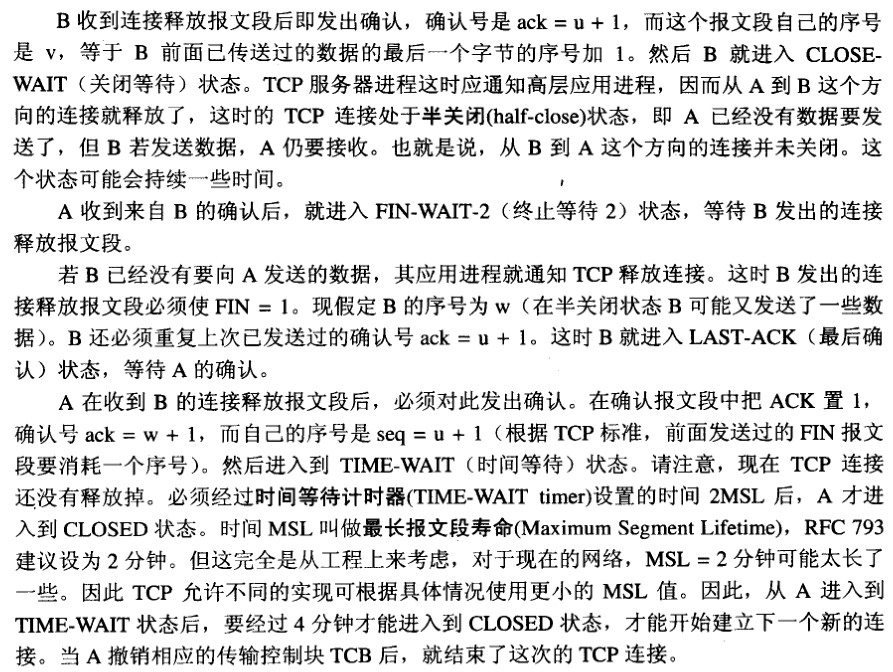 B 收到连接释放报文段后即发出确认，确认号是 ack = u + 1，而这个报文段自己的序号
是 v，等于 B 前面已传送过的数据的最后一个字节的序号加 1。然后 B 就进入 CLOSE-
WAIT（关闭等待）状态。TCP 服务器进程这时应通知高层应用进程，因而从 A 到 B 这个方
向的连接就释放了，这时的 TCP 连接处于半关闭(half-close)状态，即 A 已经没有数据要发
送了，但 B 若发送数据，A 仍要接收。也就是说，从 B 到 A 这个方向的连接并未关闭。这
个状态可能会持续一些时间。
A 收到来自 B 的确认后，就进入 FIN-WAIT-2（终止等待 2）状态，等待 B 发出的连接
释放报文段。
若 B 已经没有要向 A 发送的数据，其应用进程就通知 TCP 释放连接。这时 B 发出的连
接释放报文段必须使 FIN = 1。现假定 B 的序号为 w（在半关闭状态 B 可能又发送了一些数
据）。B 还必须重复上次已发送过的确认号 ack = u + 1。这时 B 就进入 LAST-ACK（最后确
认）状态，等待 A 的确认。
A 在收到 B 的连接释放报文段后，必须对此发出确认。在确认报文段中把 ACK 置 1，
确认号 ack = w + 1，而自己的序号是 seq = u + 1（根据 TCP 标准，前面发送过的 FIN 报文
段要消耗一个序号）。然后进入到 TIME-WAIT（时间等待）状态。请注意，现在 TCP 连接
还没有释放掉。必须经过时间等待计时器(TIME-WAIT timer)设置的时间 2MSL 后，A 才进
入到 CLOSED 状态。时间 MSL 叫做最长报文段寿命(Maximum Segment Lifetime)，RFC 793
建议设为 2 分钟。但这完全是从工程上来考虑，对于现在的网络，MSL = 2 分钟可能太长了
一些。因此 TCP 允许不同的实现可根据具体情况使用更小的 MSL 值。因此，从 A 进入到
TIME-WAIT 状态后，要经过 4 分钟才能进入到 CLOSED 状态，才能开始建立下一个新的连
接。当 A 撤销相应的传输控制块 TCB 后，就结束了这次的 TCP 连接。